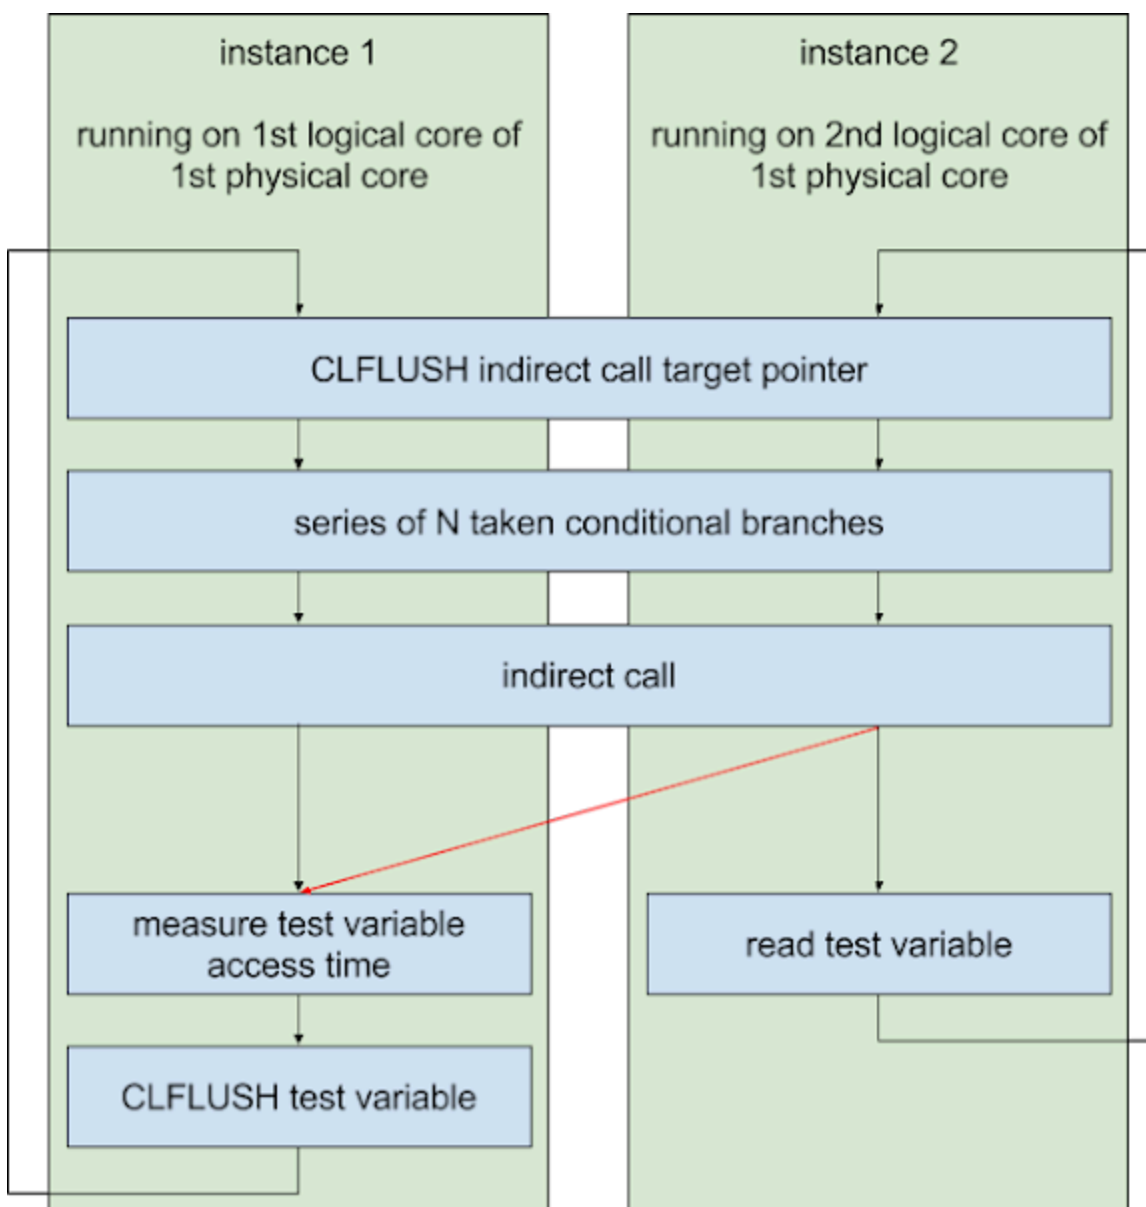 instance 1
running on 1st logical core of
1st physical core
instance 2
running on 2nd logical core of
1st physical core
CLFLUSH indirect call target pointer
series of N taken conditional branches
indirect call
measure test variable
access time
read test variable
CLFLUSH test variable